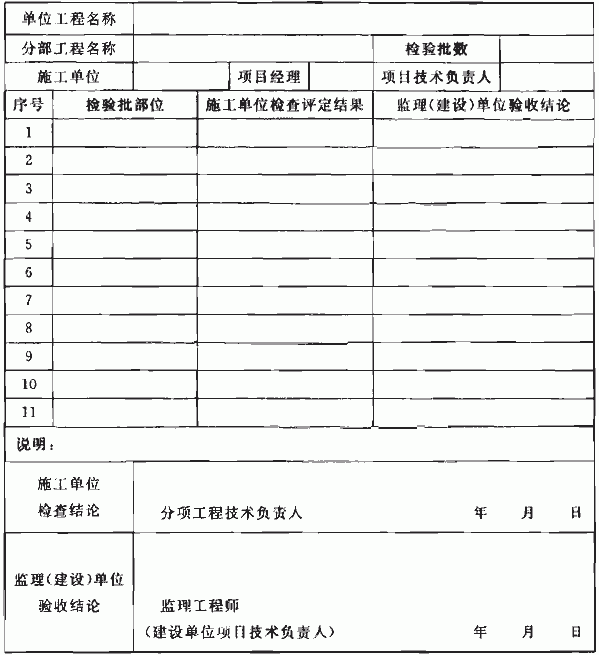 单位工程名称
分部工程名称 检验批数
施工单位 项目经理 项目技术负责人
序号 检验批部位 施工单位检查评定结果 监理(建设)单位验收结论
1
2
3
4
5
6
7
8
9
10
11
说明：
施工单位
检查结论 分项工程技术负责人 年 月 日
监理(建设)单位
验收结论 监理工程师
(建设单位项目技术负责人) 年 月 日